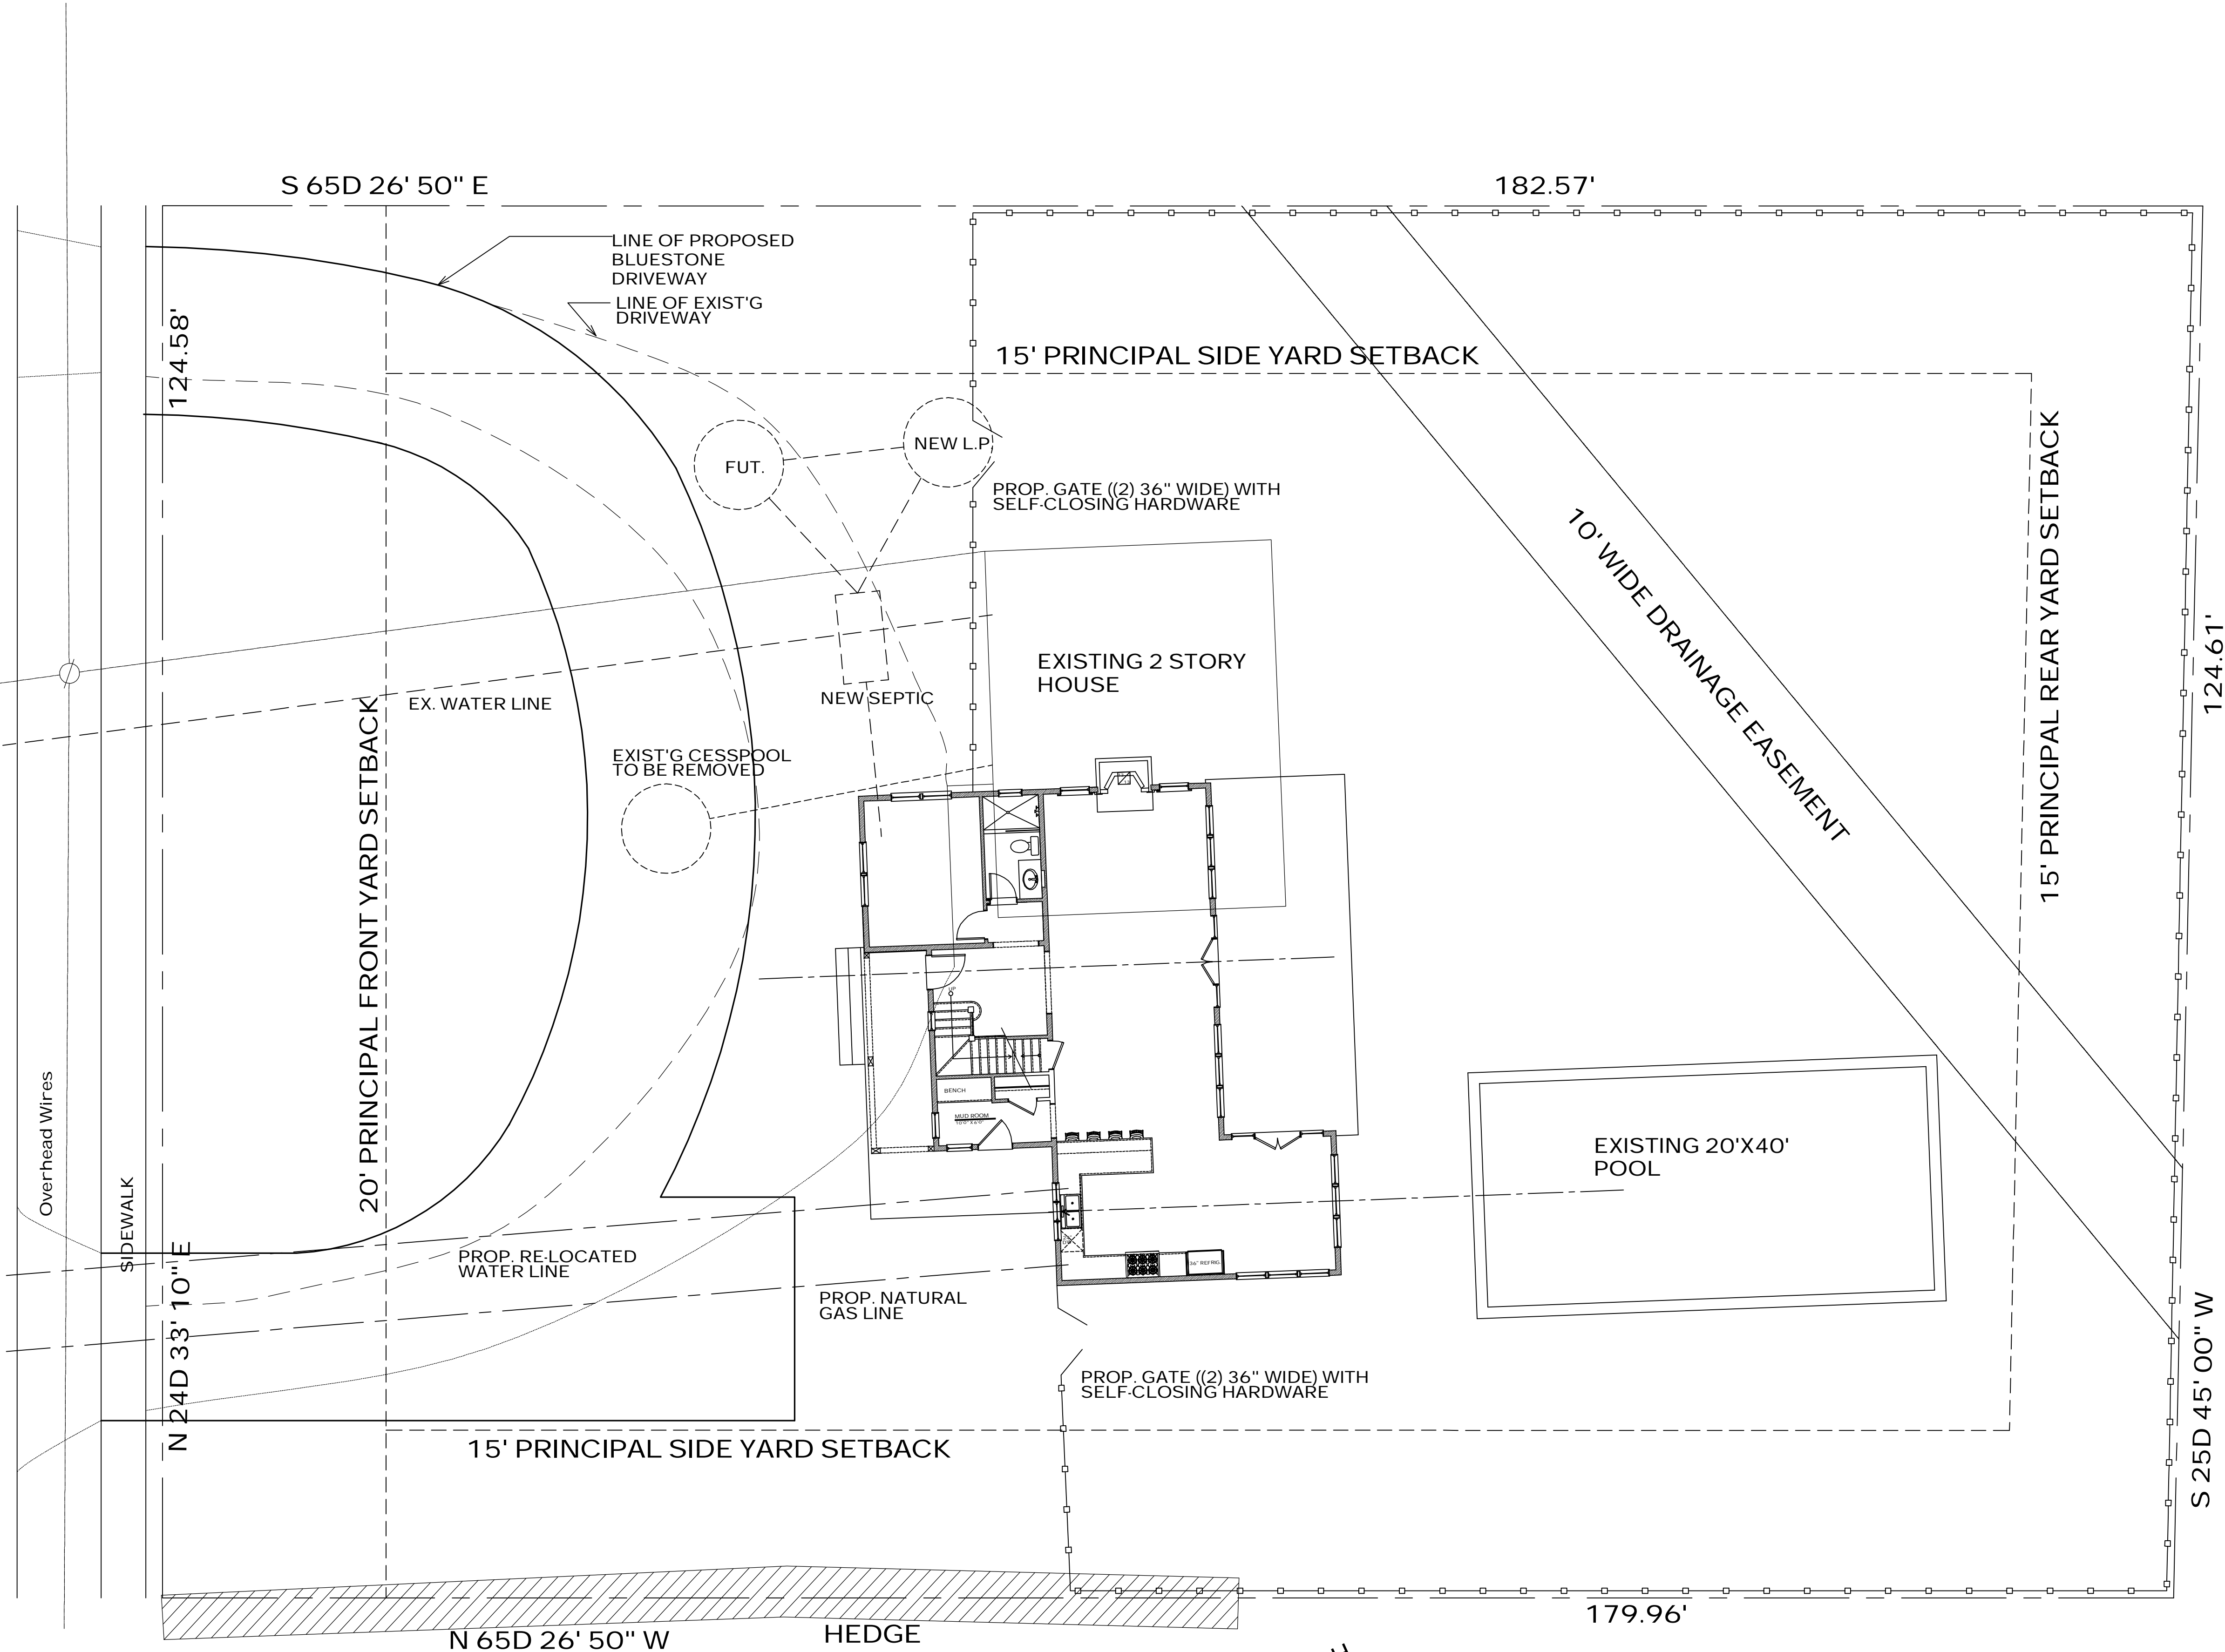 S 65D 26' 50" E
182.57'
LINE OF PROPOSED
BLUESTONE
DRIVEWAY
LINE OF EXIST'G
DRIVEWAY
124.58'
15' PRINCIPAL SIDE YARD SETBACK
FUT.
NEW L.P.
PROP. GATE ((2) 36" WIDE) WITH
SELF-CLOSING HARDWARE
10' WIDE DRAINAGE EASEMENT
15' PRINCIPAL REAR YARD SETBACK
124.61'
EXISTING 2 STORY
HOUSE
EX. WATER LINE
NEW SEPTIC
20' PRINCIPAL FRONT YARD SETBACK
EXIST'G CESSPOOL
TO BE REMOVED
UP
BENCH
MUD ROOM
10'0" X 6'0"
Overhead Wires
SIDEWALK
EXISTING 20'X40'
POOL
36" REFRIG.
PROP. RE-LOCATED
WATER LINE
PROP. NATURAL
GAS LINE
N 24D 33' 10" E
PROP. GATE ((2) 36" WIDE) WITH
SELF-CLOSING HARDWARE
S 25D 45' 00" W
15' PRINCIPAL SIDE YARD SETBACK
179.96'
N 65D 26' 50" W
HEDGE